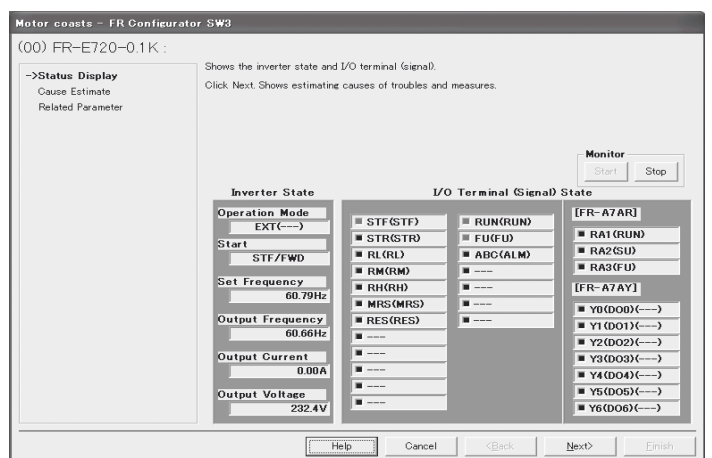 Motor coasts - FR Configurator SW3
(00) FR-E720-0.1K :
->Status Display
Cause Estimate
Related Parameter
Shows the inverter state and I/O terminal (signal).
Click Next. Shows estimating causes of troubles and measures.
Monitor
Start
Stop
Inverter State
I/O Terminal (Signal) State
Operation Mode
EXT(---)
Start
STF/FWD
Set Frequency
60.79Hz
Output Frequency
60.66Hz
Output Current
0.00A
Output Voltage
232.4V
STF(STF)
STR(STR)
RL(RL)
RM(RM)
RH(RH)
MRS(MRS)
RES(RES)
---
---
---
---
---
RUN(RUN)
FU(FU)
ABC(ALM)
---
---
---
---
[FR-A7AR]
RA1(RUN)
RA2(SU)
RA3(FU)
[FR-A7AY]
Y0(DO0)(---)
Y1(DO1)(---)
Y2(DO2)(---)
Y3(DO3)(---)
Y4(DO4)(---)
Y5(DO5)(---)
Y6(DO6)(---)
Help
Cancel
<Back
Next>
Finish